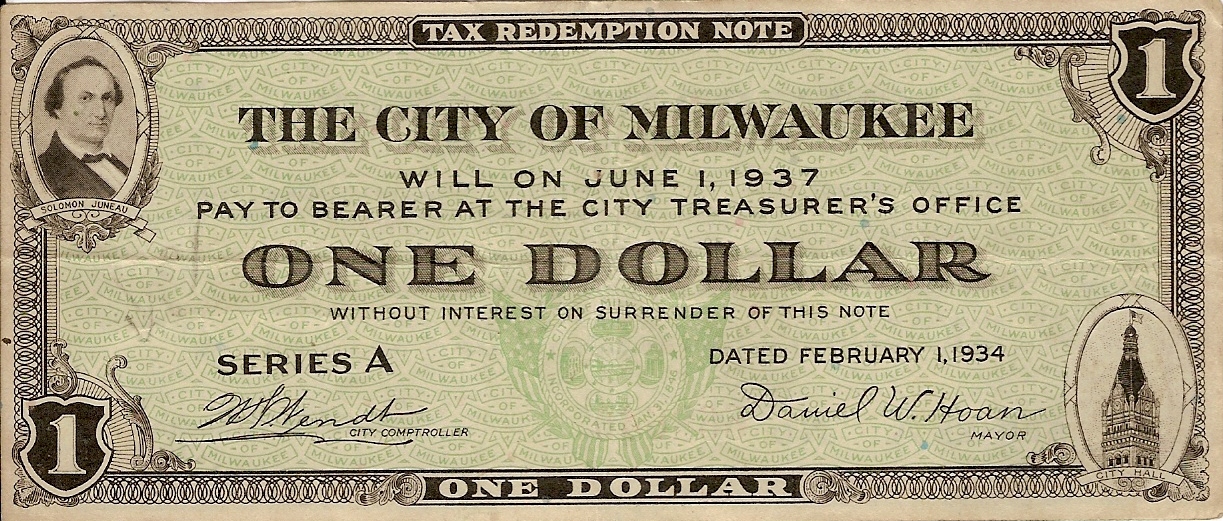 TAX REDEMPTION NOTE
1
THE CITY OF MILWAUKEE
WILL ON JUNE 1, 1937
PAY TO BEARER AT THE CITY TREASURER'S OFFICE
SOLOMON JUNEAU
ONE DOLLAR
WITHOUT INTEREST ON SURRENDER OF THIS NOTE
SERIES A
DATED FEBRUARY 1, 1934
Wendt
CITY COMPTROLLER
Daniel W. Hoan
MAYOR
1
CITY HALL
ONE DOLLAR